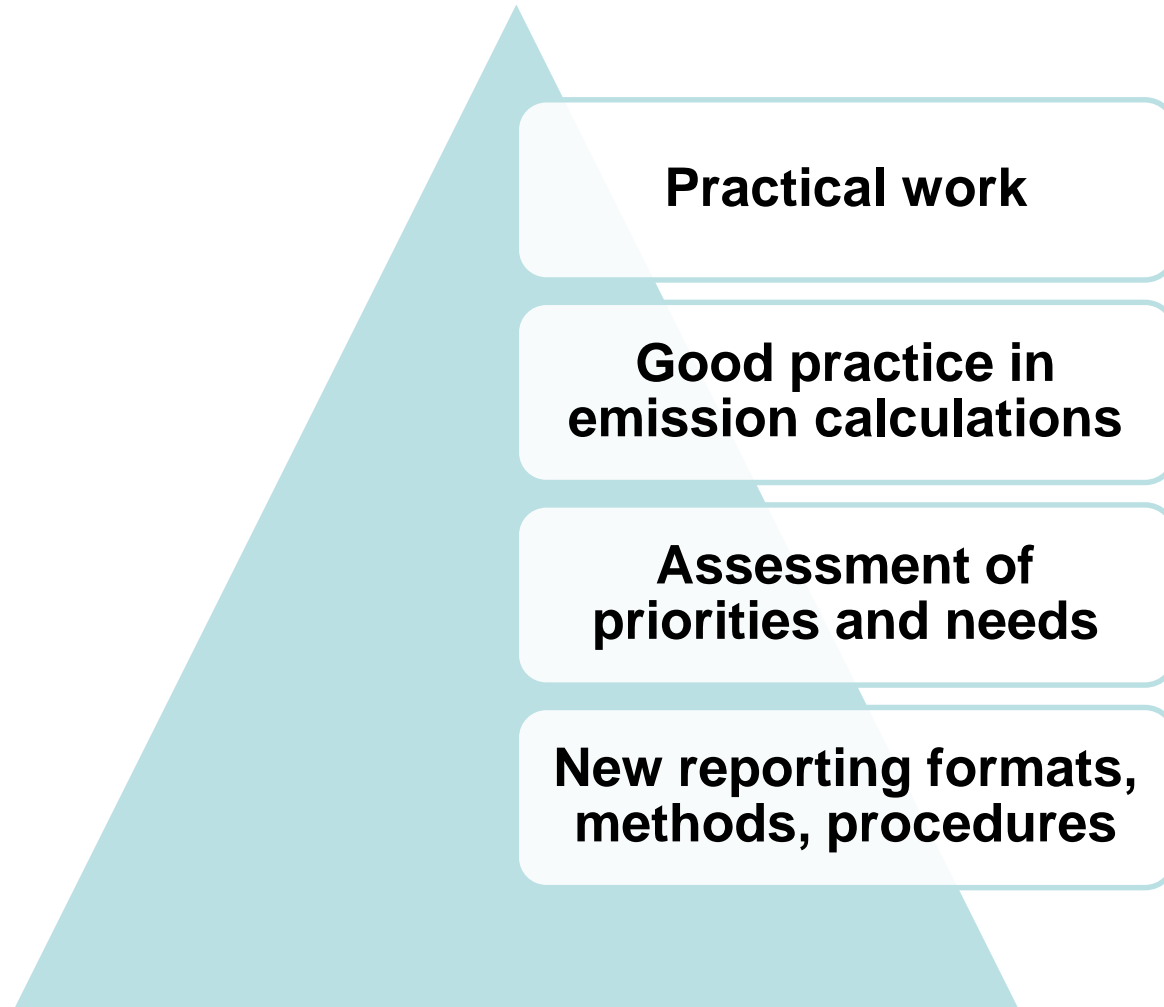 Practical work
Good practice in
emission calculations
Assessment of
priorities and needs
New reporting formats,
methods, procedures